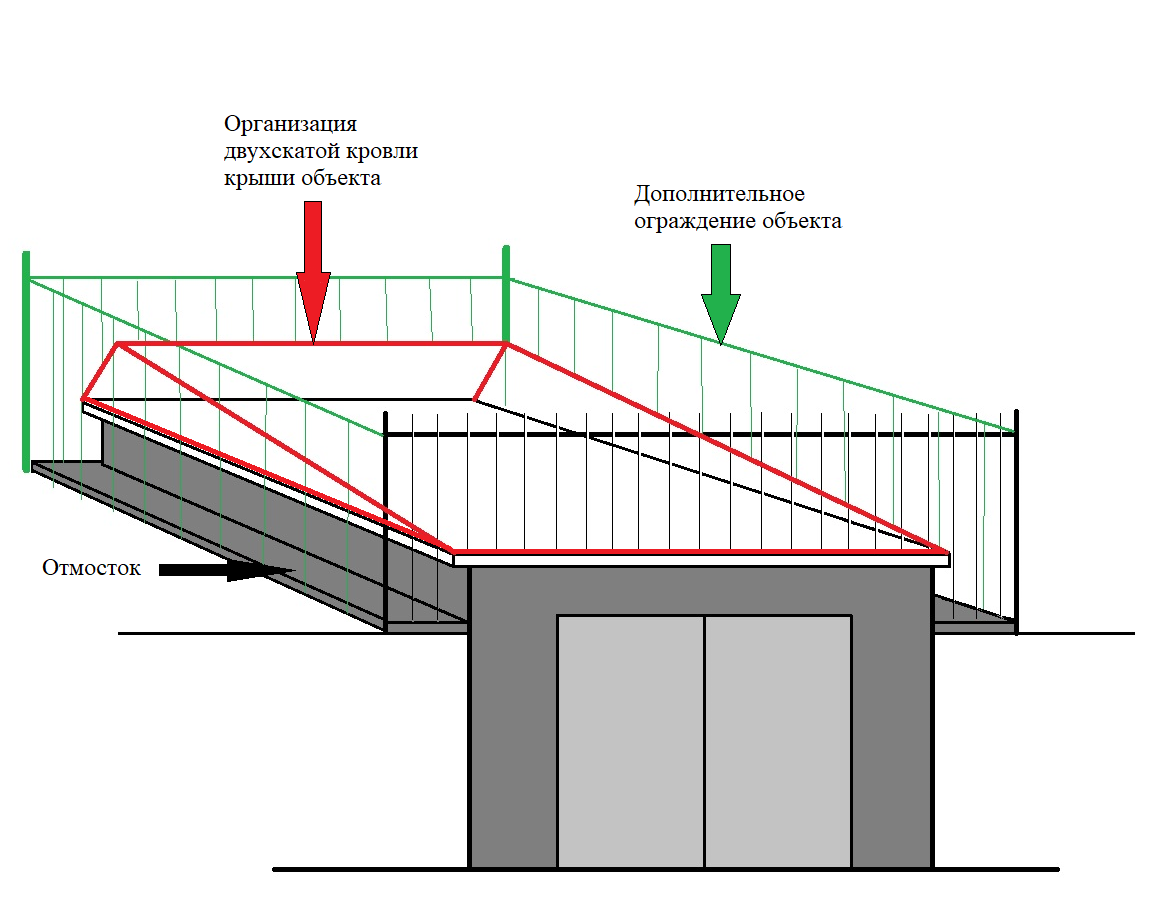 Организация
двухскатой кровли
крыши объекта
Дополнительное
ограждение объекта
Отмосток